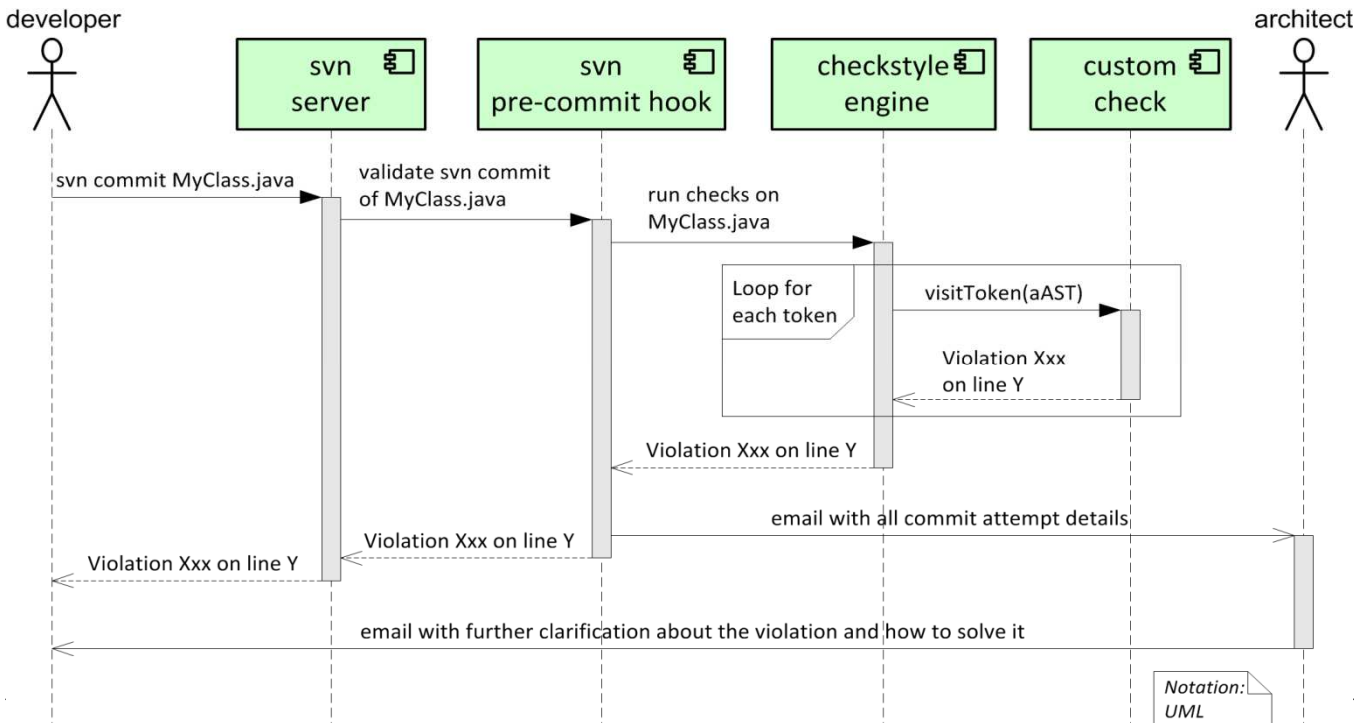 developer
architect
svn
server
svn
pre-commit hook
checkstyle
engine
custom
check
svn commit MyClass.java
validate svn commit
of MyClass.java
run checks on
MyClass.java
Loop for
each token
visitToken(aAST)
Violation Xxx
on line Y
Violation Xxx on line Y
email with all commit attempt details
Violation Xxx on line Y
Violation Xxx on line Y
email with further clarification about the violation and how to solve it
Notation:
UML